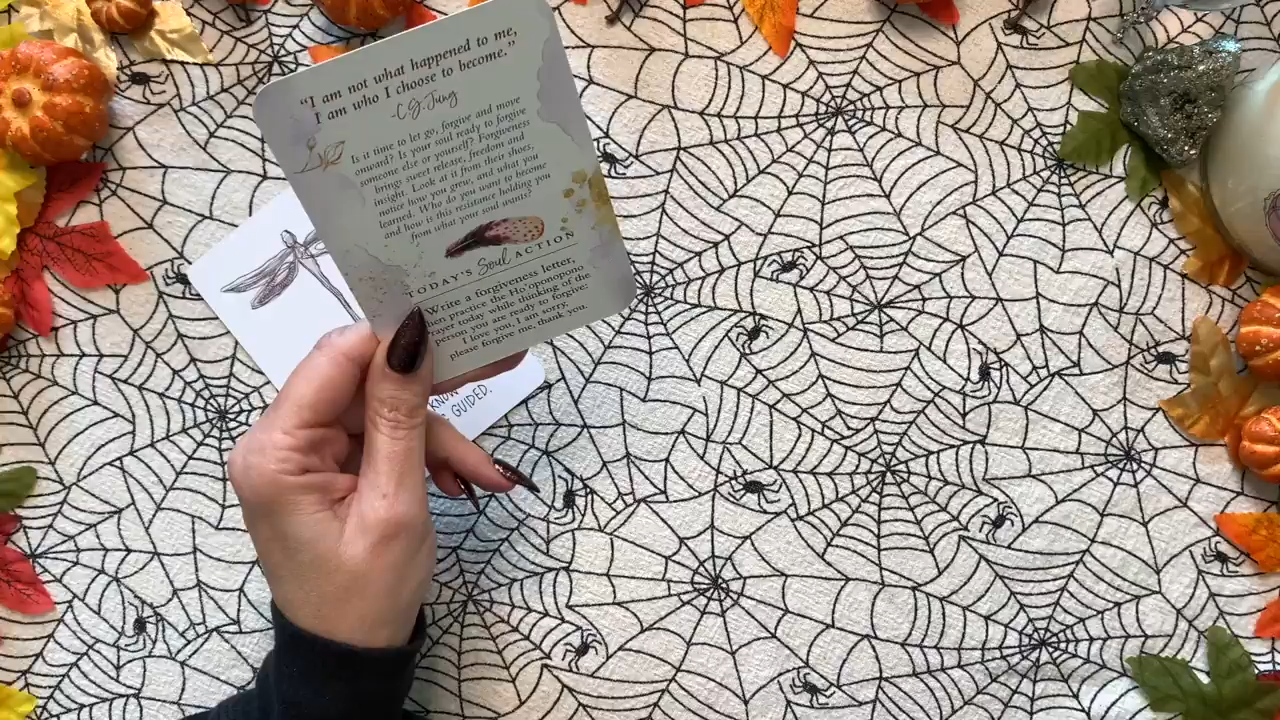 "I am not what happened to me,
I am who I choose to become."
-C.G. Jung
Is it time to let go, forgive and move
onword? Is your soul ready to forgive
someone else or yourself? Forgiveness
brings sweet release, freedom and
insight. Look at it from their shoes,
notice how you grew, and what you
learned. Who do you want to become
and how is this resistance holding you
from what your soul wants?
TODAY'S Soul ACTION
Write a forgiveness letter,
then practice the Ho'oponopono
prayer today while thinking of the
person you are ready to forgive:
I love you, I am sorry,
please forgive me, thank you.
KNOW
GUIDED.